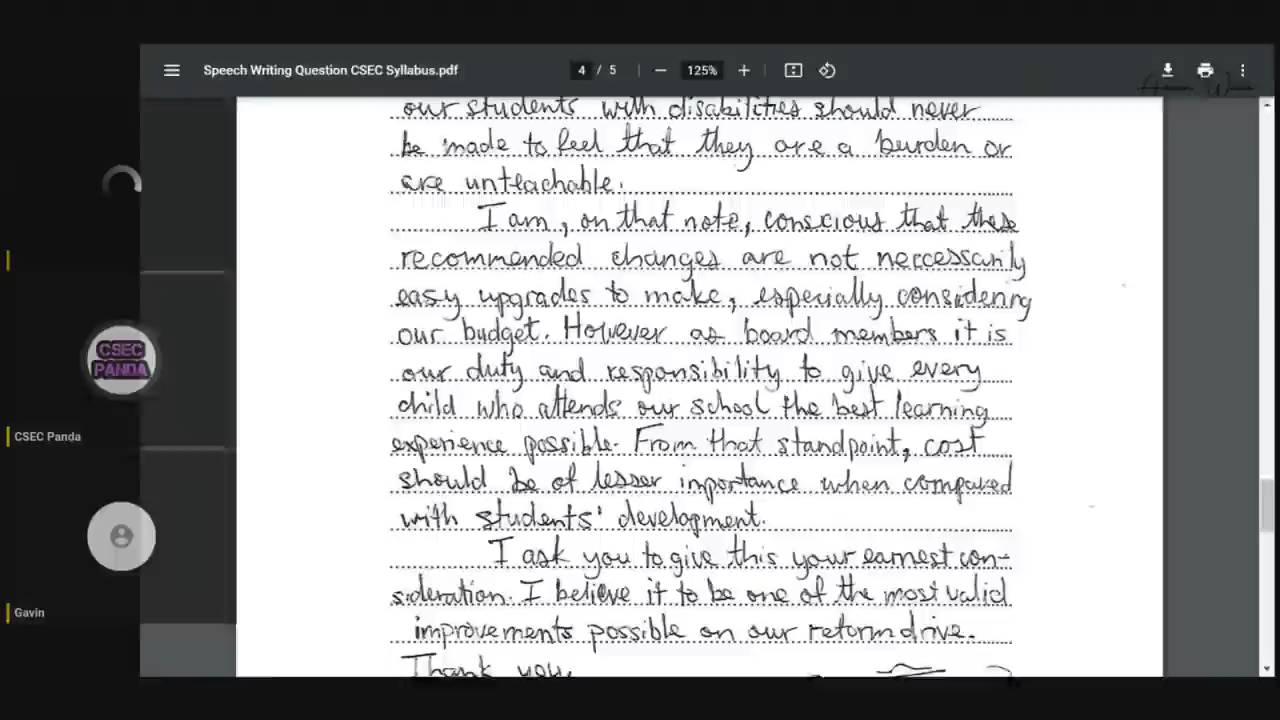 Speech Writing Question CSEC Syllabus.pdf
4 / 5
125%
our students with disabilities should never
be made to feel that they are a burden or
are unteachable.
I am, on that note, conscious that these
recommended changes are not neccessarily
easy upgrades to make, especially considering
our budget. However as board members it is
our duty and responsibility to give every
child who attends our school the best learning
experience possible. From that standpoint, cost
should be of lesser importance when compared
with students' development.
I ask you to give this your earnest con-
sideration. I believe it to be one of the most valid
improvements possible on our reform drive.
Thank you.
CSEC
PANDA
CSEC Panda
Gavin